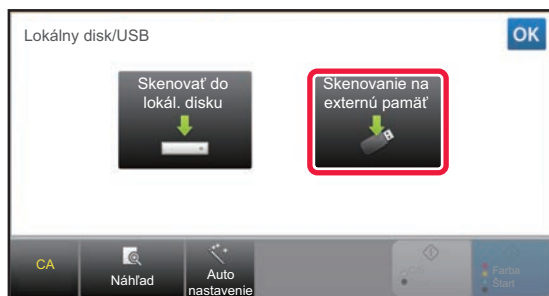 Lokálny disk/USB
OK
Skenovať do
lokál. disku
Skenovanie na
externú pamäť
CA
Náhľad
Auto
nastavenie
Farba
Štart